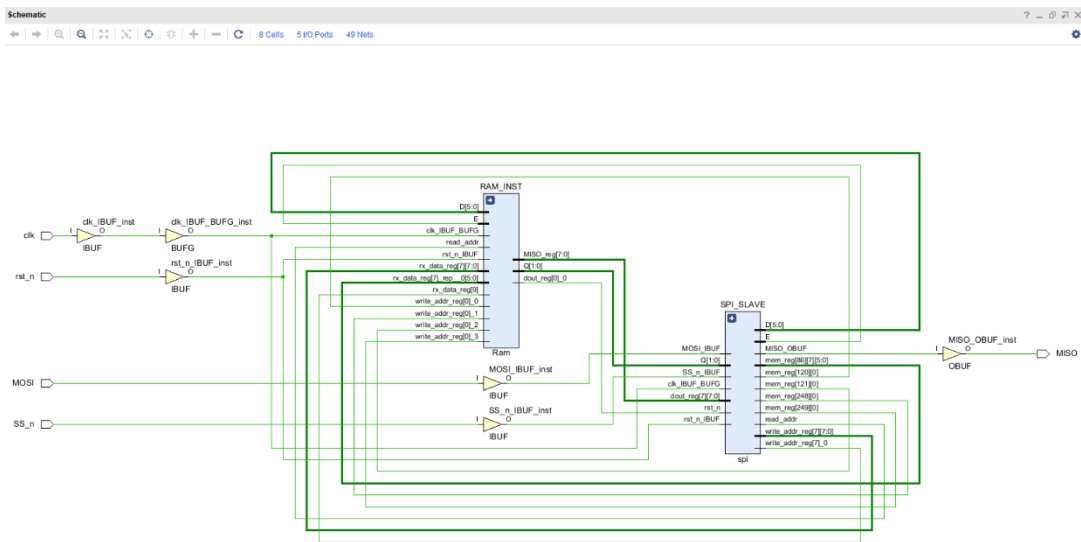 Schematic
8 Cells 5 I/O Ports 49 Nets
RAM_INST
D[5:0]
E
clk_IBUF_BUFG
read_addr
rst_n_IBUF
rx_data_reg[7][7:0]
rx_data_reg[7]_rep__0[5:0]
rx_data_reg[9]
write_addr_reg[0]_0
write_addr_reg[0]_1
write_addr_reg[0]_2
write_addr_reg[0]_3
MISO_reg[7:0]
Q[1:0]
dout_reg[0]_0
Ram
clk
clk_IBUF_inst
I O
IBUF
clk_IBUF_BUFG_inst
I O
BUFG
rst_n
rst_n_IBUF_inst
I O
IBUF
MOSI
MOSI_IBUF_inst
I O
IBUF
SS_n
SS_n_IBUF_inst
I O
IBUF
SPI_SLAVE
MOSI_IBUF
Q[1:0]
SS_n_IBUF
clk_IBUF_BUFG
dout_reg[7][7:0]
rst_n
rst_n_IBUF
D[5:0]
E
MISO_OBUF
mem_reg[86][7][5:0]
mem_reg[120][0]
mem_reg[121][0]
mem_reg[248][0]
mem_reg[249][0]
read_addr
write_addr_reg[7][7:0]
write_addr_reg[7]_0
spi
MISO_OBUF_inst
I O
OBUF
MISO